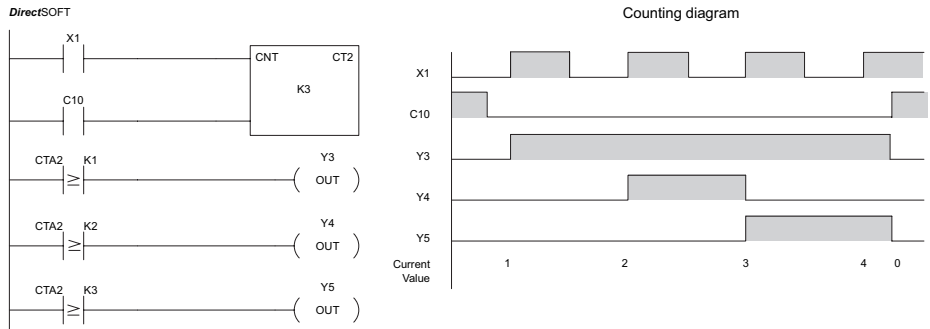 DirectSOFT
X1
CNT CT2
K3
C10
CTA2 K1
≥
Y3
OUT
CTA2 K2
≥
Y4
OUT
CTA2 K3
≥
Y5
OUT
Counting diagram
X1
C10
Y3
Y4
Y5
Current
Value
1 2 3 4 0